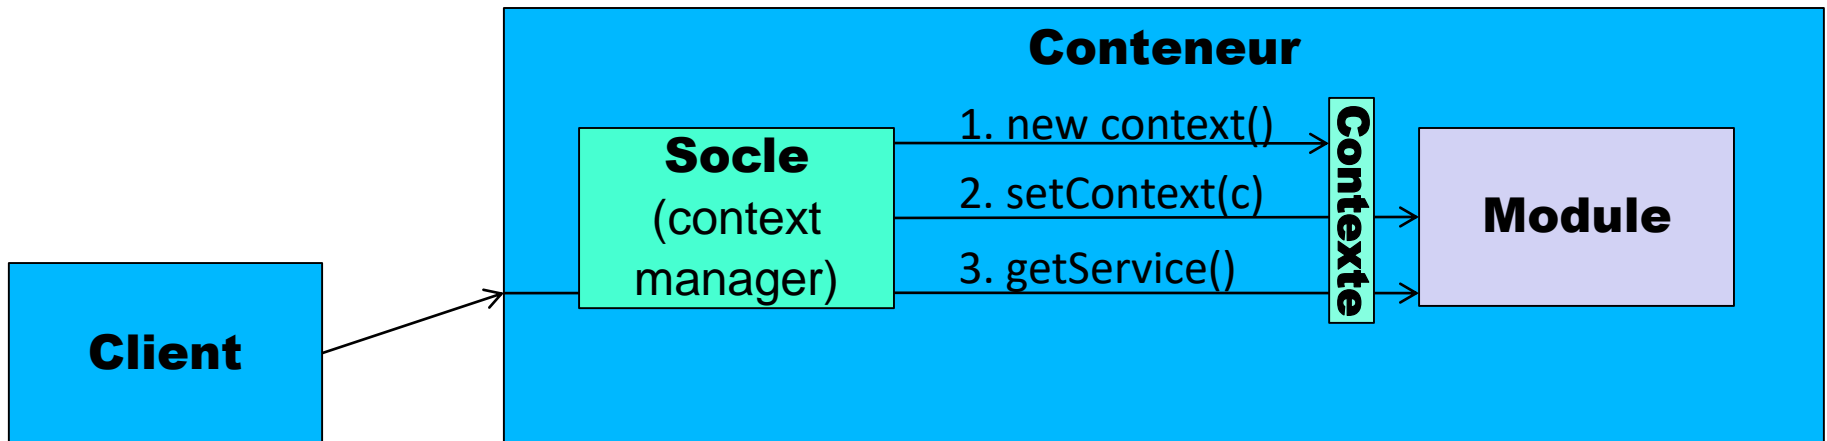 Conteneur
Socle
(context
manager)
1. new context()
2. setContext(c)
3. getService()
Contexte
Module
Client